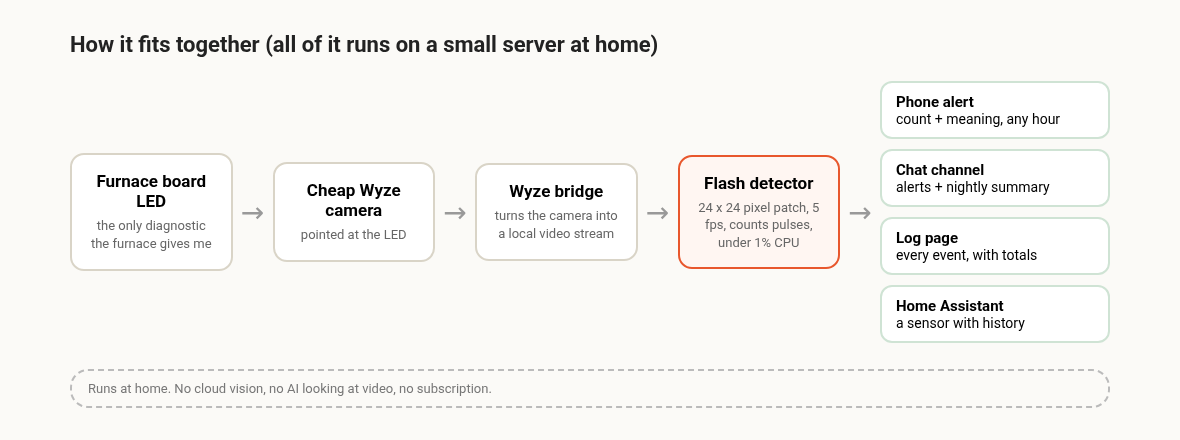 How it fits together (all of it runs on a small server at home)
Furnace board
LED
the only diagnostic
the furnace gives me
→
Cheap Wyze
camera
pointed at the LED
→
Wyze bridge
turns the camera into
a local video stream
→
Flash detector
24 x 24 pixel patch, 5
fps, counts pulses,
under 1% CPU
→
Phone alert
count + meaning, any hour
Chat channel
alerts + nightly summary
Log page
every event, with totals
Home Assistant
a sensor with history
Runs at home. No cloud vision, no AI looking at video, no subscription.